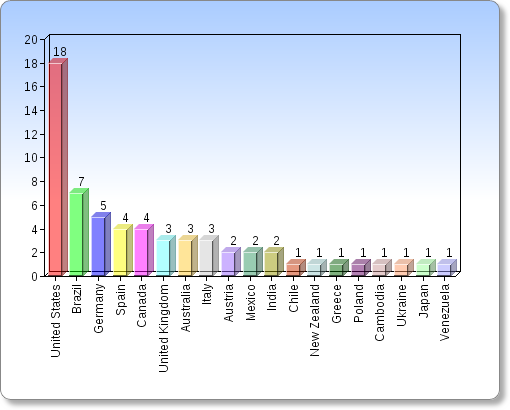 20
18
16
14
12
10
8
6
4
2
0
18
7
5
4
4
3
3
3
2
2
2
1
1
1
1
1
1
1
1
United States
Brazil
Germany
Spain
Canada
United Kingdom
Australia
Italy
Austria
Mexico
India
Chile
New Zealand
Greece
Poland
Cambodia
Ukraine
Japan
Venezuela